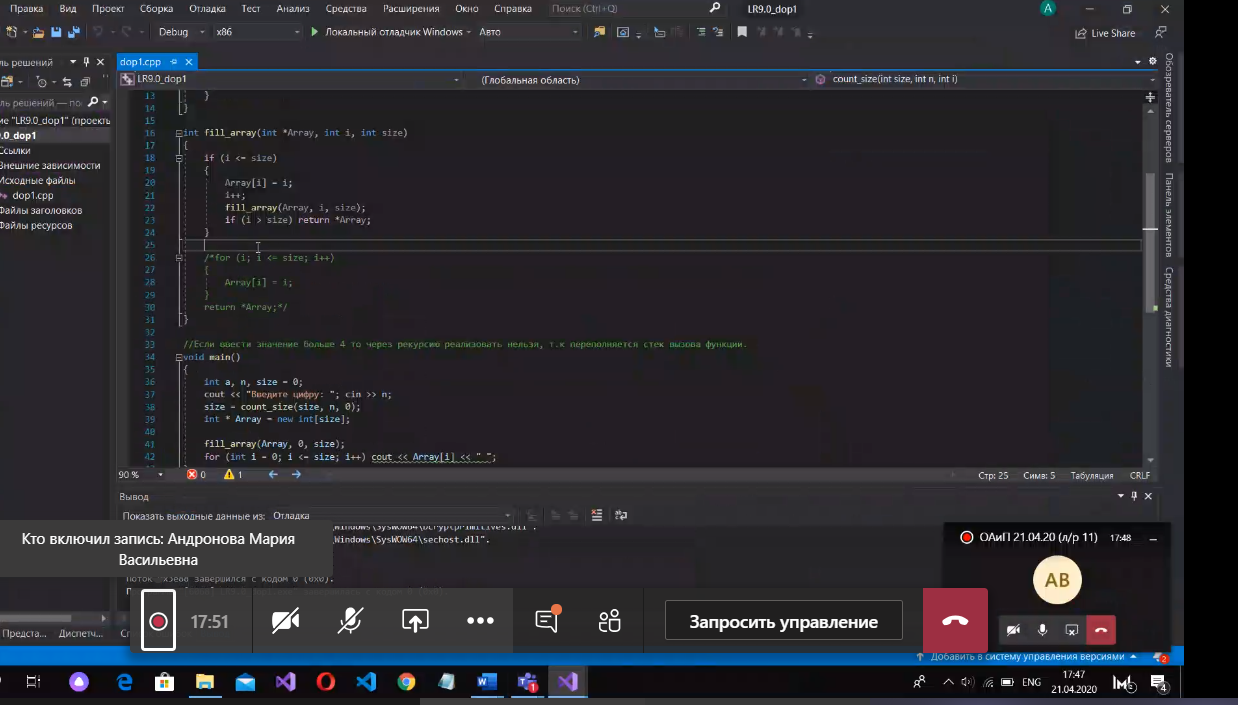 Правка Вид Проект Сборка Отладка Тест Анализ Средства Расширения Окно Справка Поиск (Ctrl+Q) LR9.0_dop1 A
Debug x86 Локальный отладчик Windows Авто Live Share
ль решений dop1.cpp
LR9.0_dop1 (Глобальная область) count_size(int size, int n, int i)
13 }
14 }
15
16 int fill_array(int *Array, int i, int size)
17 {
18 if (i <= size)
19 {
20 Array[i] = i;
21 i++;
22 fill_array(Array, i, size);
23 if (i > size) return *Array;
24 }
25
26 /*for (i; i <= size; i++)
27 {
28 Array[i] = i;
29 }
30 return *Array;*/
31 }
32
33 //Если ввести значение больше 4 то через рекурсию реализовать нельзя, т.к переполняется стек вызова функции.
34 void main()
35 {
36 int a, n, size = 0;
37 cout << "Введите цифру: "; cin >> n;
38 size = count_size(size, n, 0);
39 int * Array = new int[size];
40
41 fill_array(Array, 0, size);
42 for (int i = 0; i <= size; i++) cout << Array[i] << " ";
ль решений — по
ие "LR9.0_dop1" (проекть
.0_dop1
Ссылки
Внешние зависимости
Исходные файлы
dop1.cpp
Файлы заголовков
Файлы ресурсов
Обозреватель серверов
Панель элементов
Средства диагностики
90 % 0 1 Стр: 25 Симв: 5 Табуляция CRLF
Вывод
Показать выходные данные из: Отладка
Windows\SysWOW64\bcryptprimitives.dll".
Windows\SysWOW64\sechost.dll".
завершился с кодом 0 (0x0).
Кто включил запись: Андронова Мария
Васильевна
17:51 Запросить управление
ОАиП 21.04.20 (л/р 11) 17:48
АВ
Предста... Диспетч...
Добавить в систему управления версиями 2
ENG 17:47
21.04.2020 4